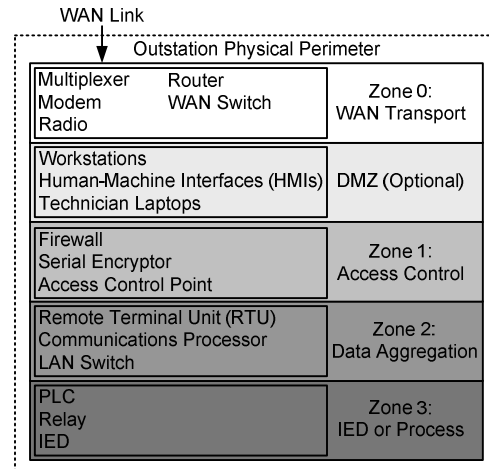 WAN Link
Outstation Physical Perimeter
Multiplexer Router
Modem WAN Switch
Radio
Zone 0:
WAN Transport
Workstations
Human-Machine Interfaces (HMIs)
Technician Laptops
DMZ (Optional)
Firewall
Serial Encryptor
Access Control Point
Zone 1:
Access Control
Remote Terminal Unit (RTU)
Communications Processor
LAN Switch
Zone 2:
Data Aggregation
PLC
Relay
IED
Zone 3:
IED or Process